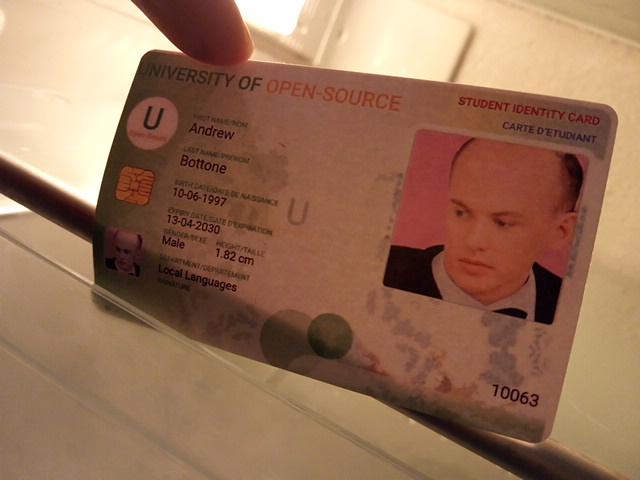 UNIVERSITY OF OPEN-SOURCE
STUDENT IDENTITY CARD
CARTE D'ETUDIANT
U
FIRST NAME/NOM
Andrew
LAST NAME/PRENOM
Bottone
BIRTH DATE/DATE DE NAISSANCE
10-06-1997
U
EXPIRY DATE/DATE D'EXPIRATION
13-04-2030
GENDER/SEXE HEIGHT/TAILLE
Male 1.82 cm
DEPARTMENT/DEPARTEMENT
Local Languages
SIGNATURE
10063